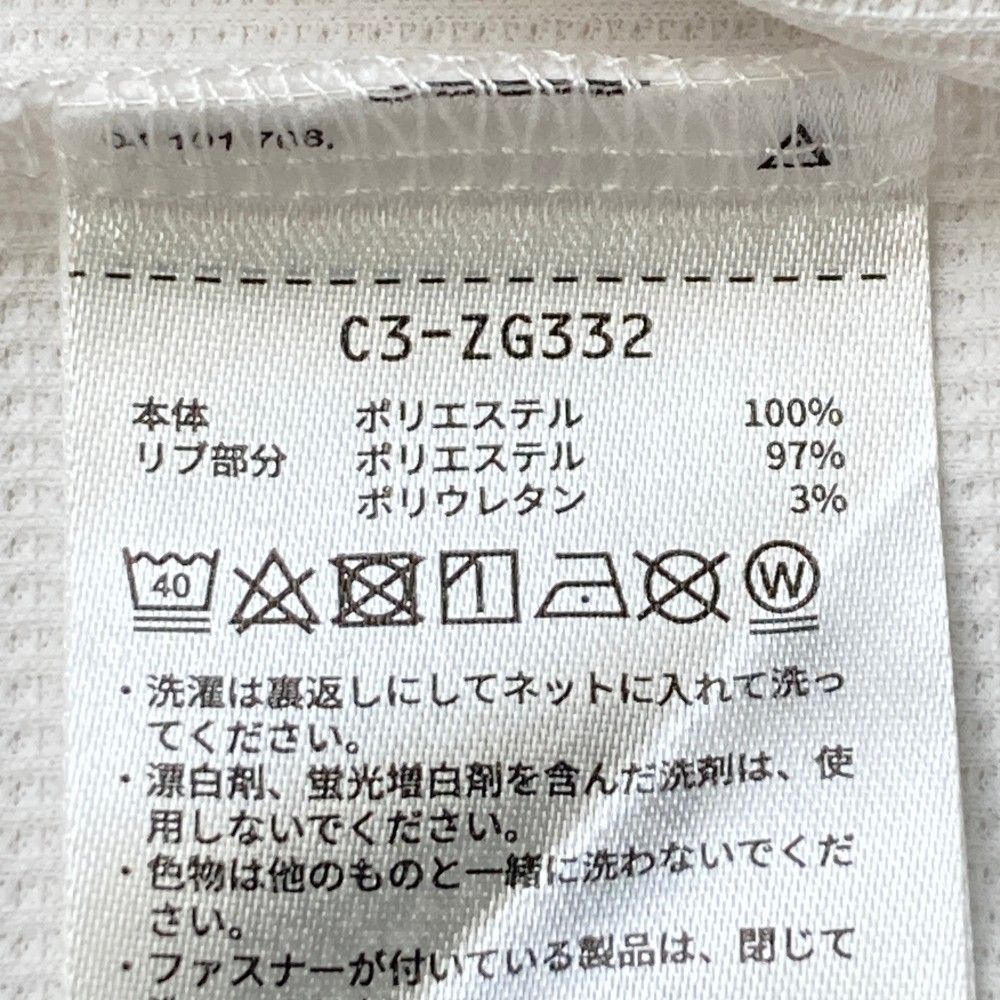 C3-ZG332
本体 ポリエステル 100%
リブ部分 ポリエステル 97%
ポリウレタン 3%
40 W
・洗濯は裏返しにしてネットに入れて洗っ
てください。
・漂白剤、蛍光増白剤を含んだ洗剤は、使
用しないでください。
・色物は他のものと一緒に洗わないでくだ
さい。
・ファスナーが付いている製品は、閉じて